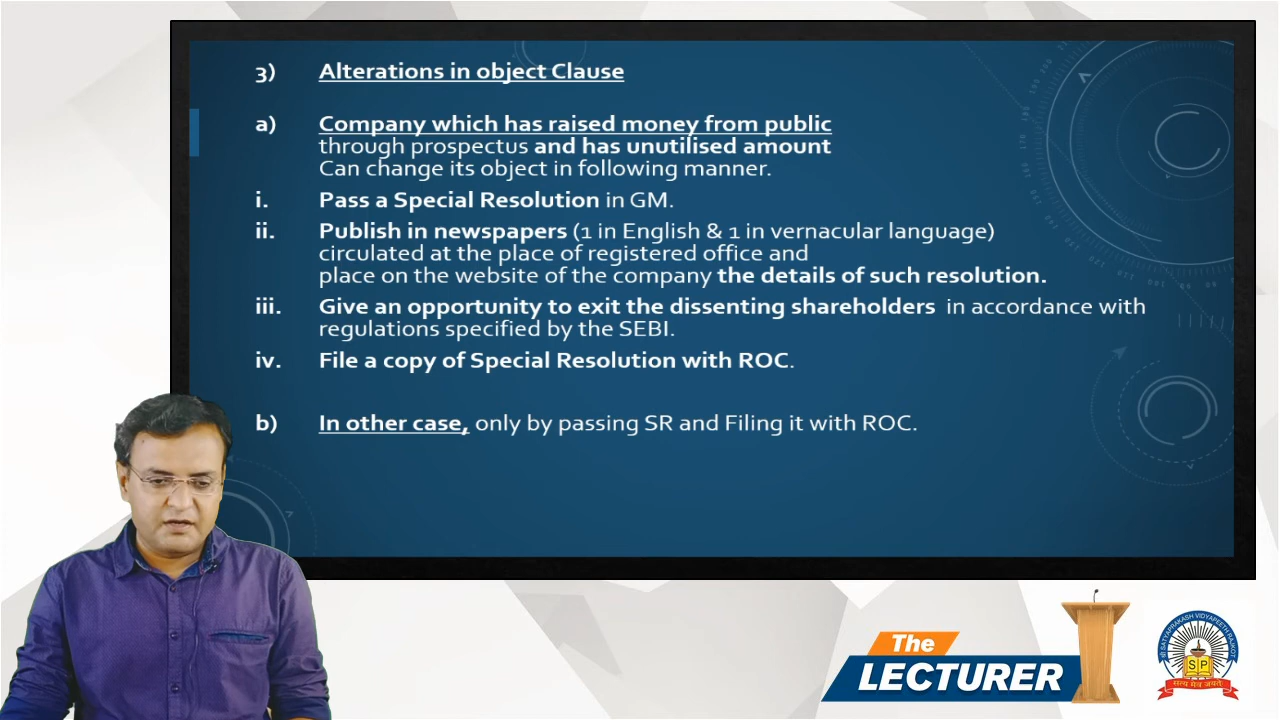 3) Alterations in object Clause
a) Company which has raised money from public
through prospectus and has unutilised amount
Can change its object in following manner.
i. Pass a Special Resolution in GM.
ii. Publish in newspapers (1 in English & 1 in vernacular language)
circulated at the place of registered office and
place on the website of the company the details of such resolution.
iii. Give an opportunity to exit the dissenting shareholders in accordance with
regulations specified by the SEBI.
iv. File a copy of Special Resolution with ROC.
b) In other case, only by passing SR and Filing it with ROC.
The
LECTURER
SATYAPRAKASH VIDYAPEETH RAJKOT
S P
सत्य मेव जयते